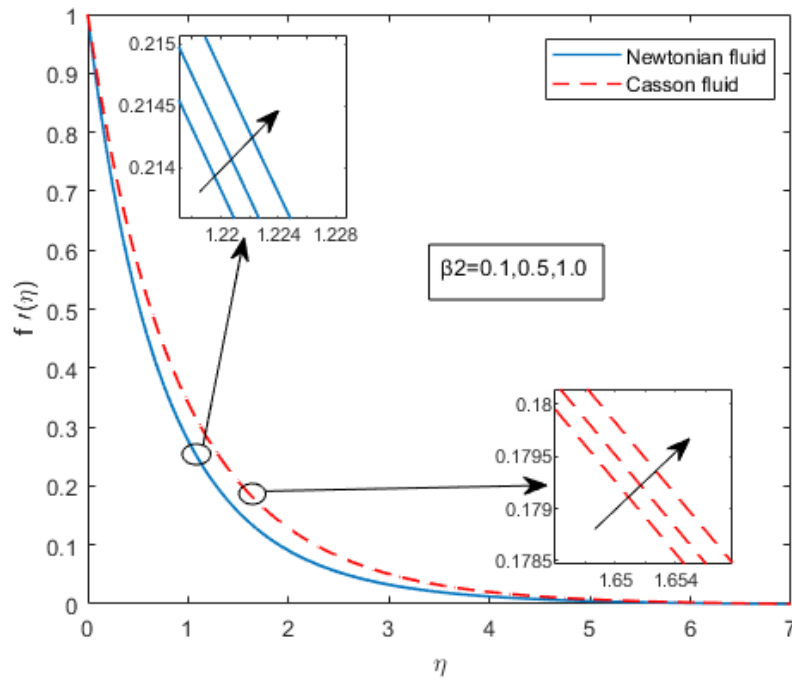 1
0.9
0.8
0.7
0.6
0.5
0.4
0.3
0.2
0.1
0
f ′(η)
0.215
0.2145
0.214
1.22 1.224 1.228
Newtonian fluid
Casson fluid
β2=0.1,0.5,1.0
0.18
0.1795
0.179
0.1785
1.65 1.654
0 1 2 3 4 5 6 7
η